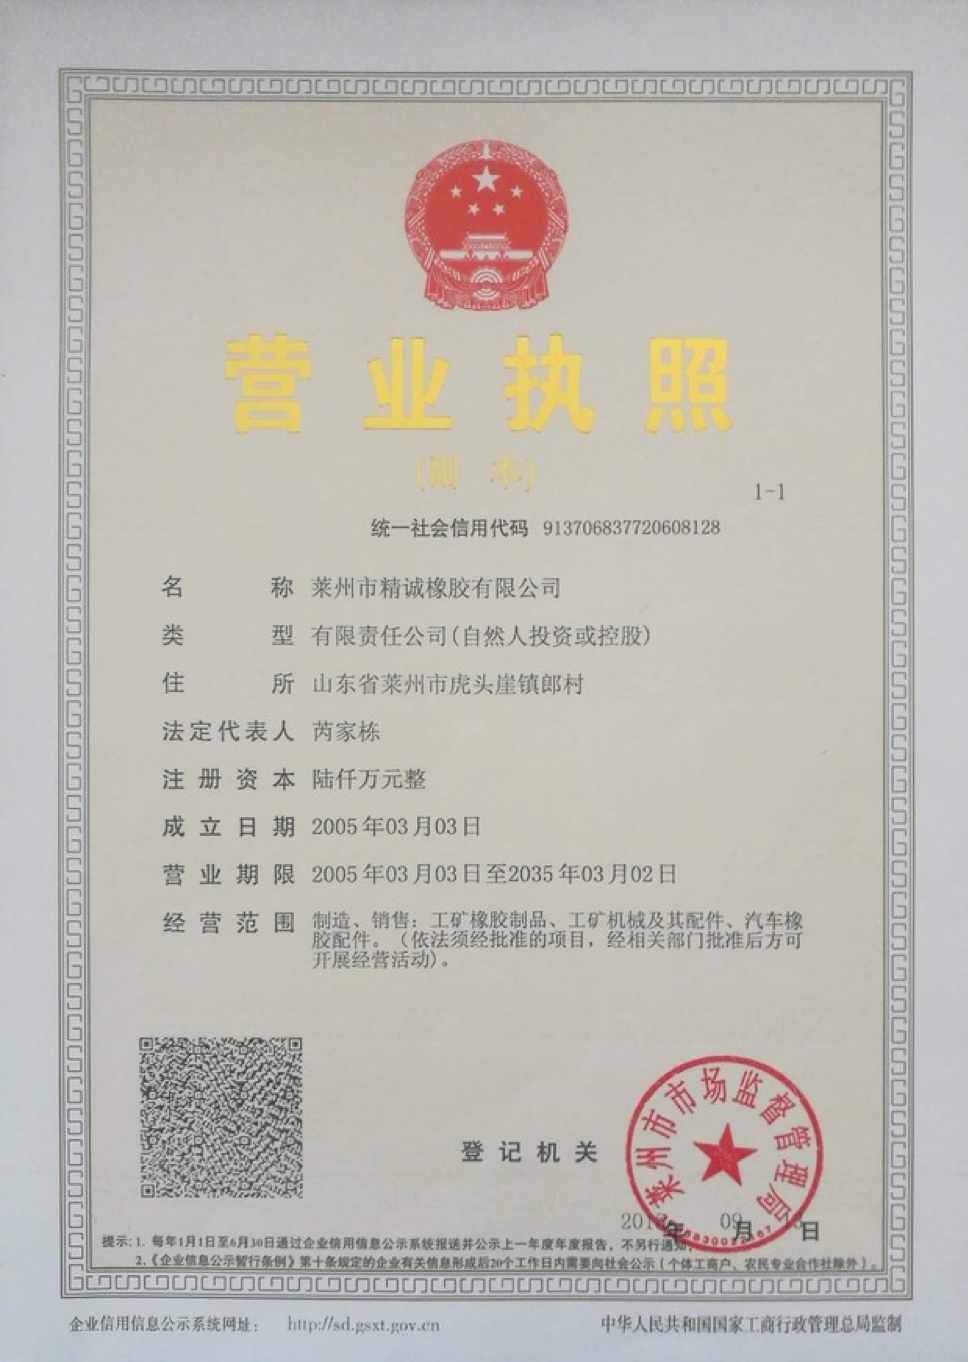 营业执照
(副 本)
1-1
统一社会信用代码 913706837720608128
名称 莱州市精诚橡胶有限公司
类型 有限责任公司(自然人投资或控股)
住所 山东省莱州市虎头崖镇郎村
法定代表人 芮家栋
注册资本 陆仟万元整
成立日期 2005年03月03日
营业期限 2005年03月03日至2035年03月02日
经营范围 制造、销售：工矿橡胶制品、工矿机械及其配件、汽车橡
胶配件。（依法须经批准的项目，经相关部门批准后方可
开展经营活动)。
莱州市市场监督管理局
登记机关
年 09月 日
提示:1. 每年1月1日至6月30日通过企业信用信息公示系统报送并公示上一年度年度报告，不另行通知，
2.《企业信息公示暂行条例》第十条规定的企业有关信息形成后20个工作日内需要向社会公示（个体工商户、农民专业合作社除外）。
企业信用信息公示系统网址： http://sd.gsxt.gov.cn
中华人民共和国国家工商行政管理总局监制